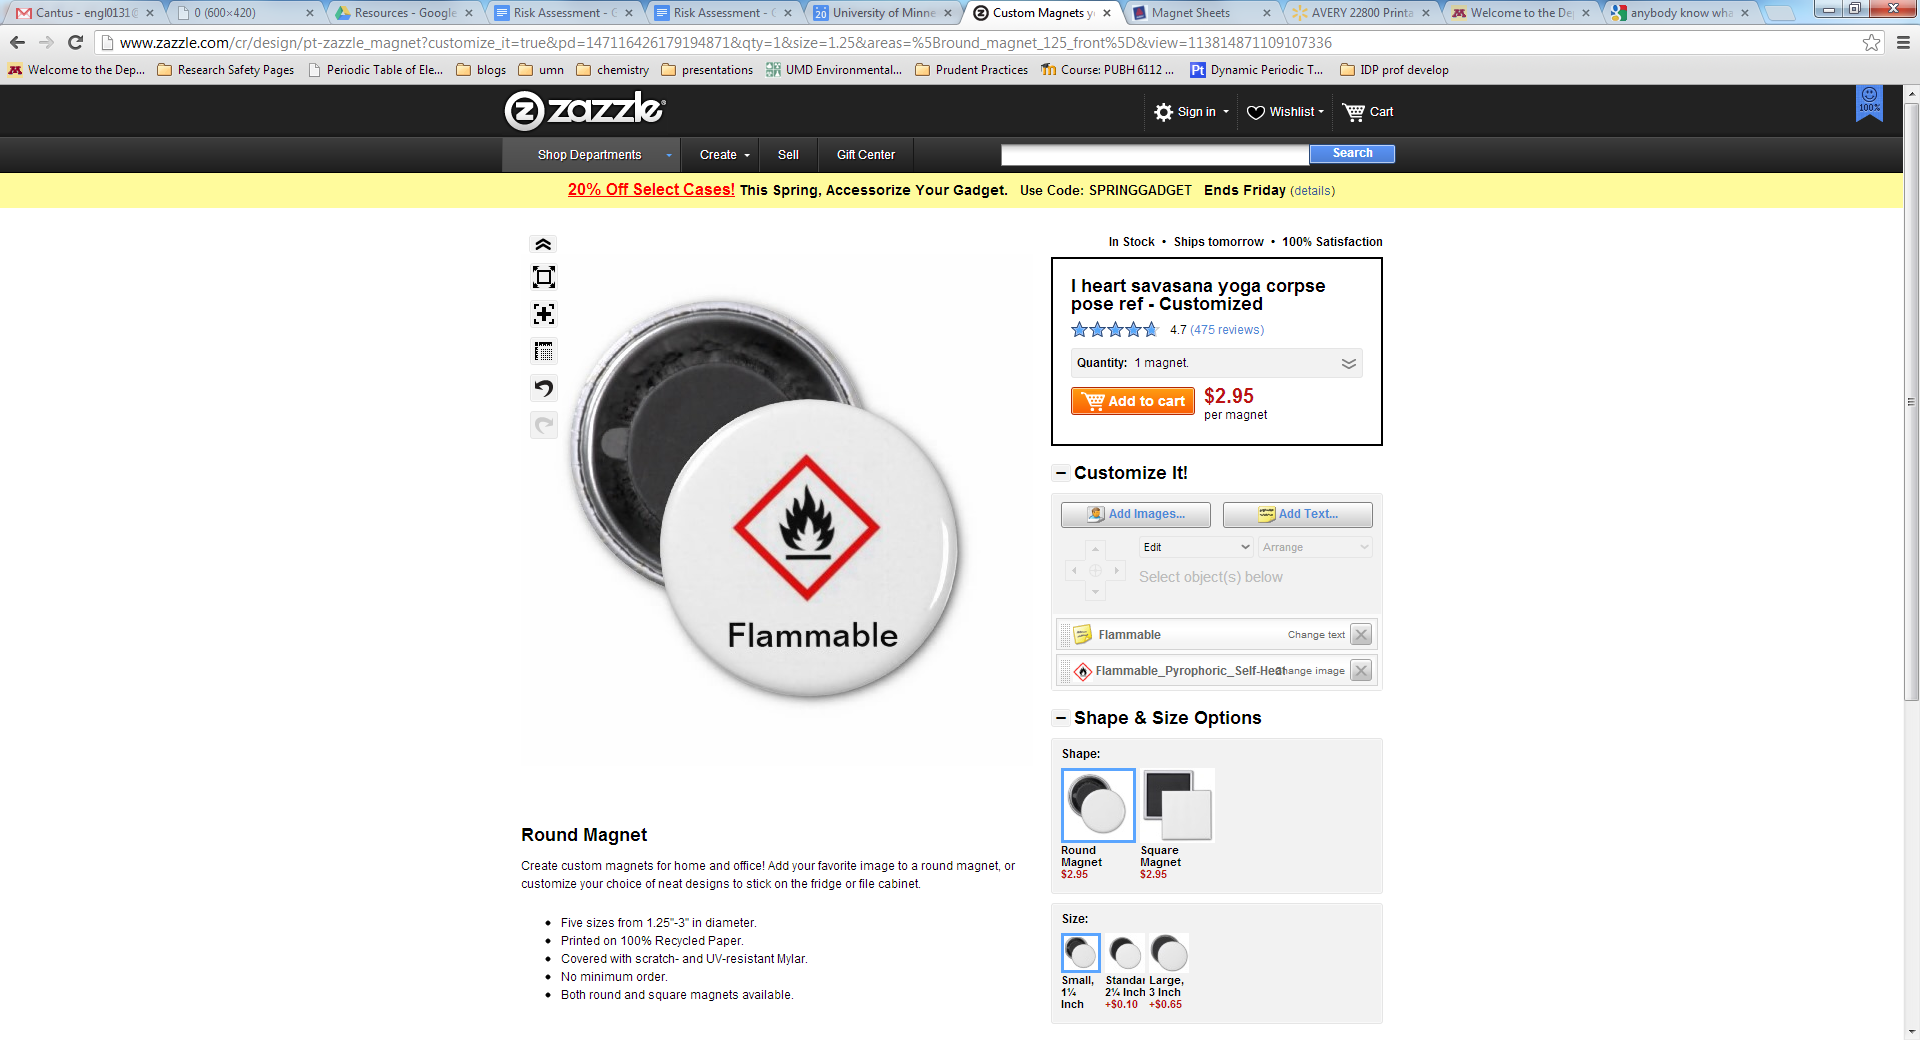 Cantus - engl0131@
0 (600×420)
Resources - Google
Risk Assessment - G
Risk Assessment - G
University of Minne
Custom Magnets y
Magnet Sheets
AVERY 22800 Printa
Welcome to the De
anybody know wha
www.zazzle.com/cr/design/pt-zazzle_magnet?customize_it=true&pd=147116426179194871&qty=1&size=1.25&areas=%5Bround_magnet_125_front%5D&view=113814871109107336
Welcome to the Dep...
Research Safety Pages
Periodic Table of Ele...
blogs
umn
chemistry
presentations
UMD Environmental...
Prudent Practices
Course: PUBH 6112 ...
Pt Dynamic Periodic T...
IDP prof develop
zazzle
Sign in
Wishlist
Cart
100%
Shop Departments
Create
Sell
Gift Center
Search
20% Off Select Cases! This Spring, Accessorize Your Gadget. Use Code: SPRINGGADGET Ends Friday (details)
In Stock • Ships tomorrow • 100% Satisfaction
I heart savasana yoga corpse
pose ref - Customized
4.7 (475 reviews)
Quantity: 1 magnet.
Add to cart
$2.95
per magnet
Flammable
Customize It!
Add Images...
Add Text...
Edit
Arrange
Select object(s) below
Flammable
Change text
Flammable_Pyrophoric_Self-Heat
Change image
Shape & Size Options
Shape:
Round
Magnet
$2.95
Square
Magnet
$2.95
Size:
Small,
1¼
Inch
Standar
2¼ Inch
+$0.10
Large,
3 Inch
+$0.65
Round Magnet
Create custom magnets for home and office! Add your favorite image to a round magnet, or
customize your choice of neat designs to stick on the fridge or file cabinet.
• Five sizes from 1.25"-3" in diameter.
• Printed on 100% Recycled Paper.
• Covered with scratch- and UV-resistant Mylar.
• No minimum order.
• Both round and square magnets available.